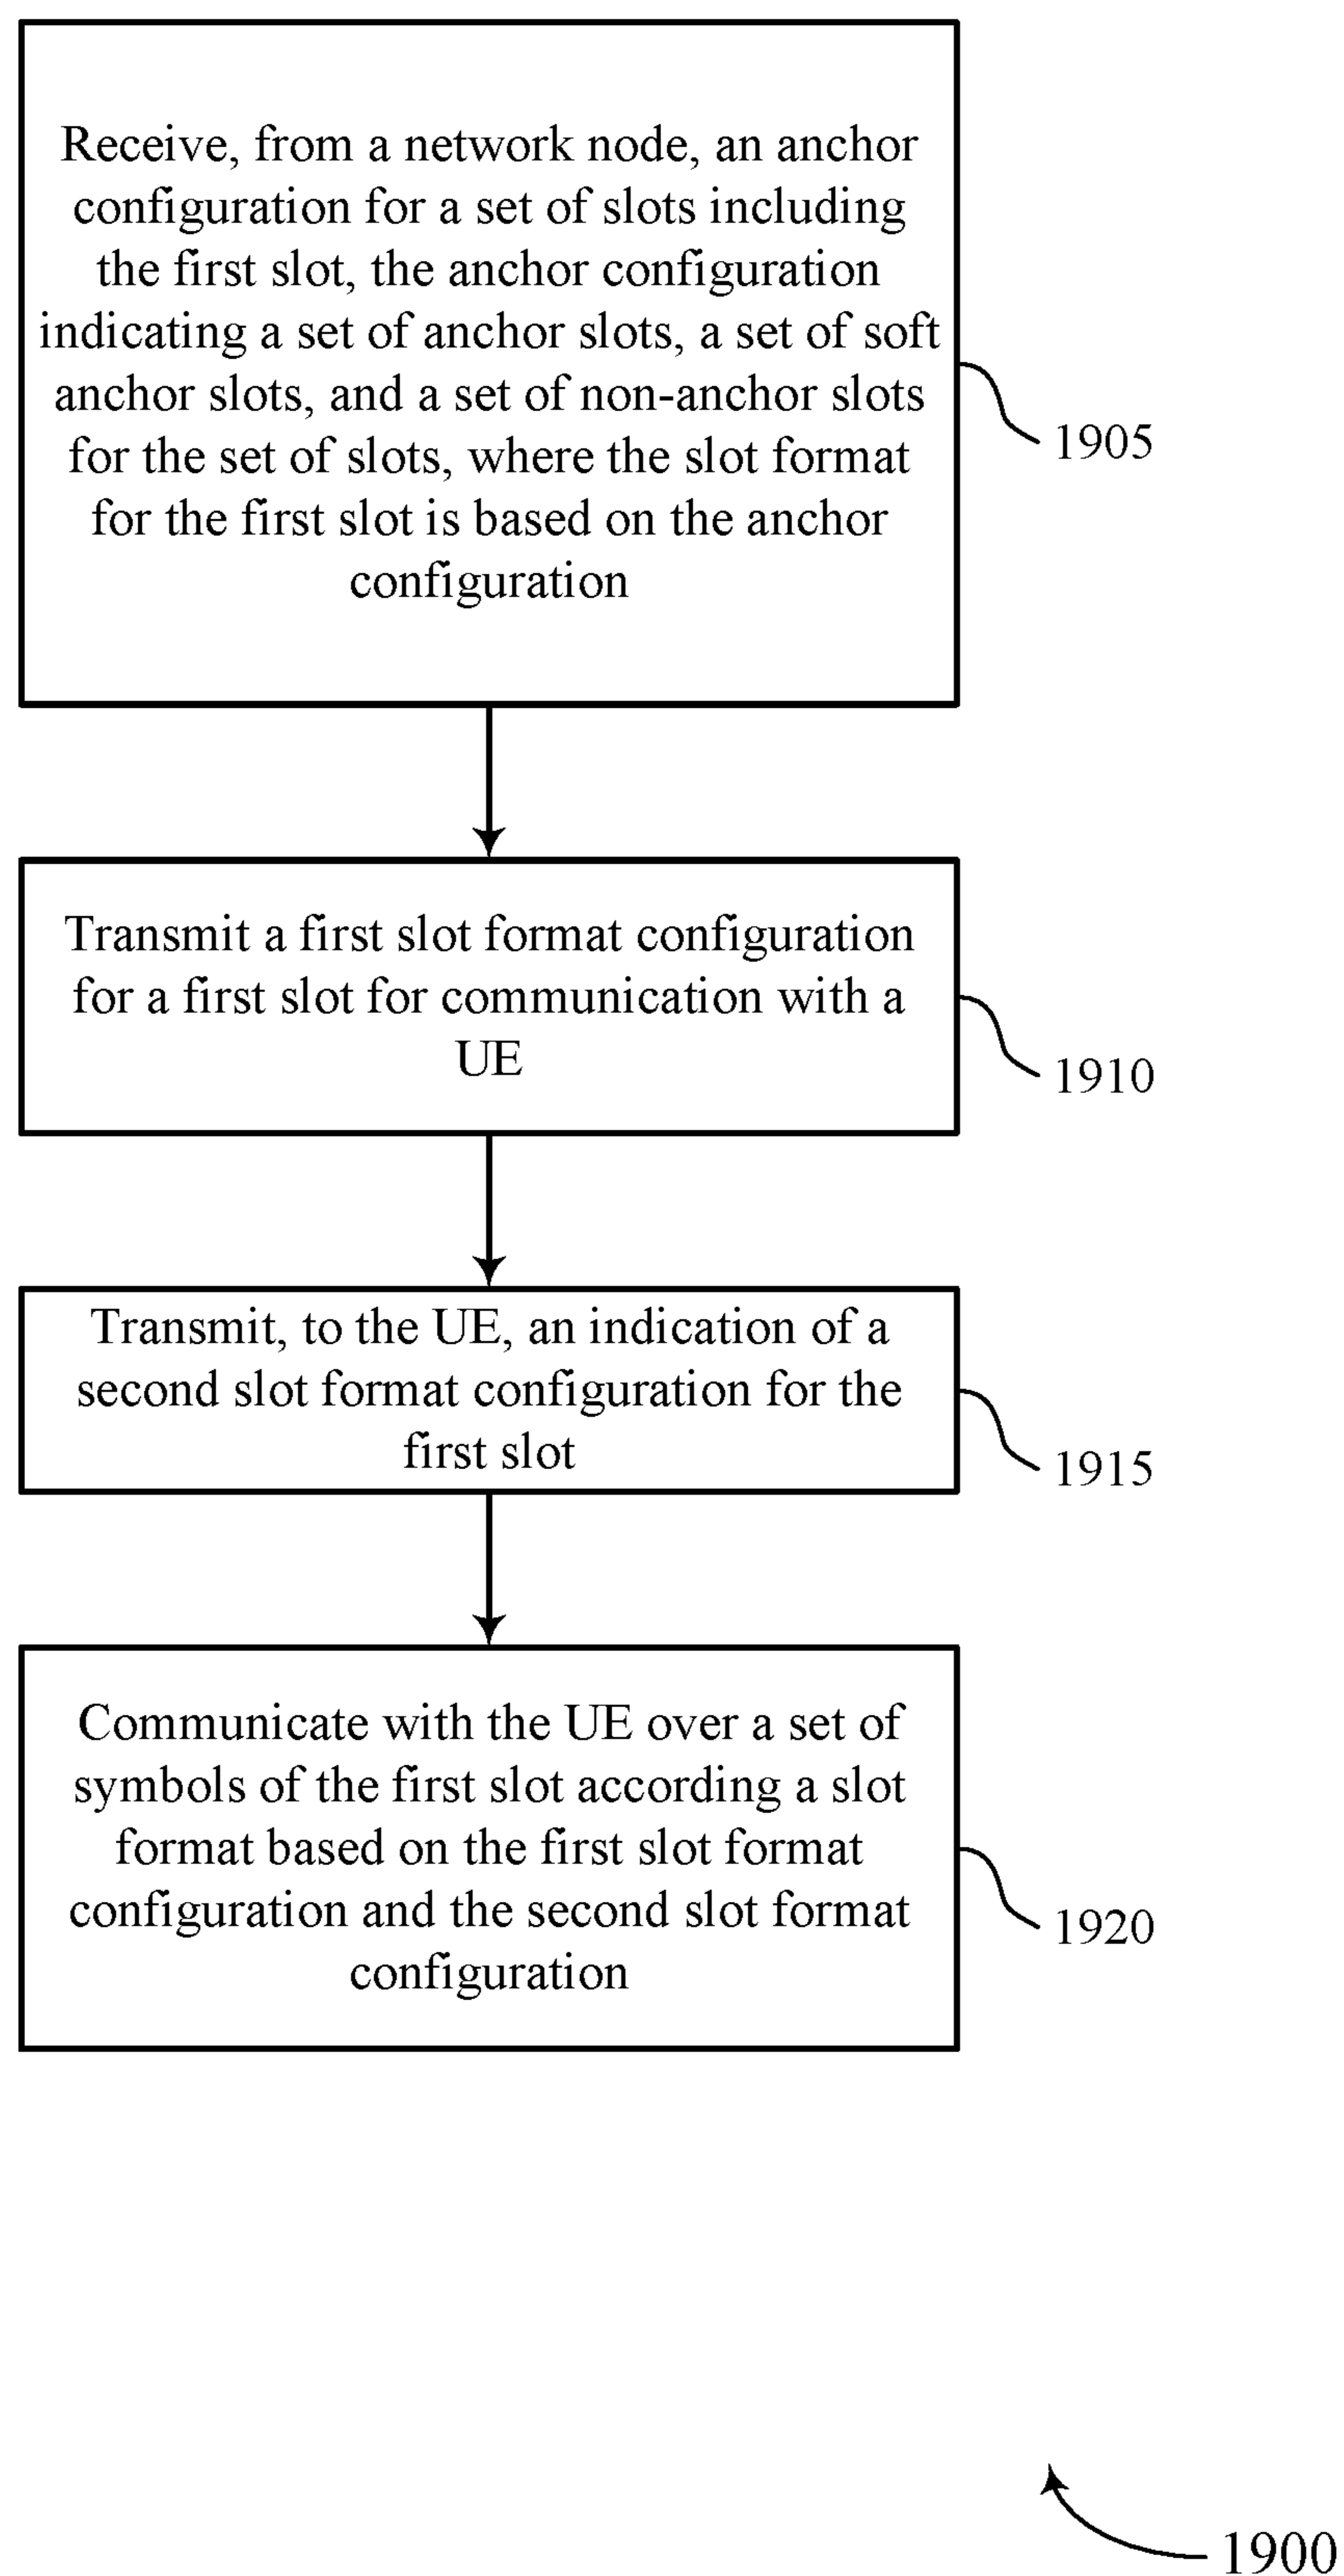 Receive, from a network node, an anchor
configuration for a set of slots including
the first slot, the anchor configuration
indicating a set of anchor slots, a set of soft
anchor slots, and a set of non-anchor slots
for the set of slots, where the slot format
for the first slot is based on the anchor
configuration
1905
Transmit a first slot format configuration
for a first slot for communication with a
UE
1910
Transmit, to the UE, an indication of a
second slot format configuration for the
first slot
1915
Communicate with the UE over a set of
symbols of the first slot according a slot
format based on the first slot format
configuration and the second slot format
configuration
1920
1900